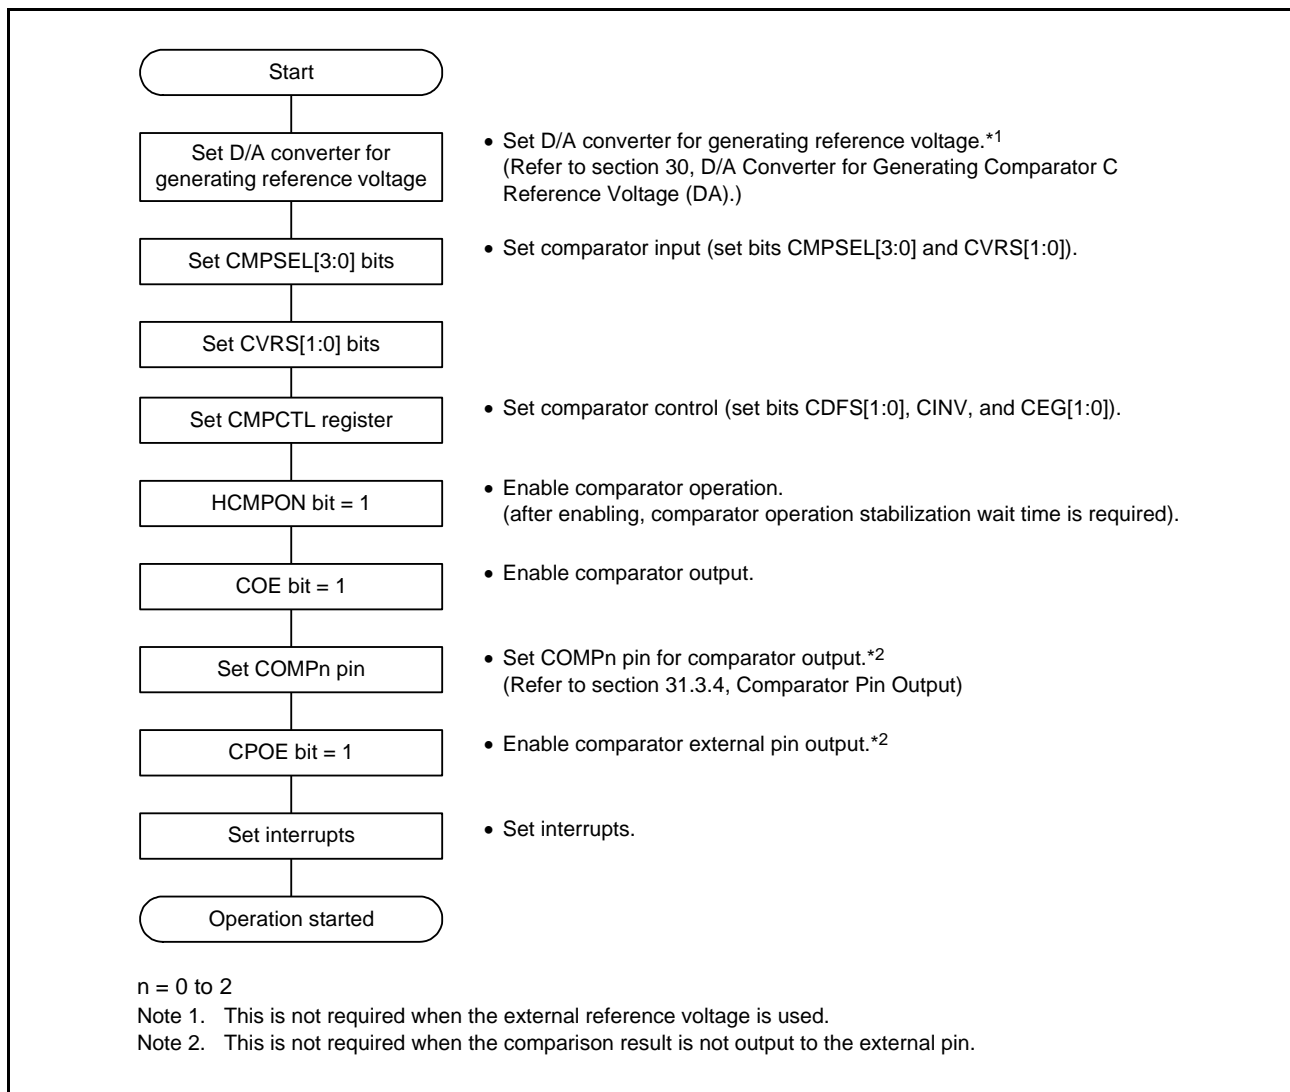 Start
Set D/A converter for
generating reference voltage
• Set D/A converter for generating reference voltage.*1
(Refer to section 30, D/A Converter for Generating Comparator C
Reference Voltage (DA).)
Set CMPSEL[3:0] bits
• Set comparator input (set bits CMPSEL[3:0] and CVRS[1:0]).
Set CVRS[1:0] bits
Set CMPCTL register
• Set comparator control (set bits CDFS[1:0], CINV, and CEG[1:0]).
HCMPON bit = 1
• Enable comparator operation.
(after enabling, comparator operation stabilization wait time is required).
COE bit = 1
• Enable comparator output.
Set COMPn pin
• Set COMPn pin for comparator output.*2
(Refer to section 31.3.4, Comparator Pin Output)
CPOE bit = 1
• Enable comparator external pin output.*2
Set interrupts
• Set interrupts.
Operation started
n = 0 to 2
Note 1. This is not required when the external reference voltage is used.
Note 2. This is not required when the comparison result is not output to the external pin.